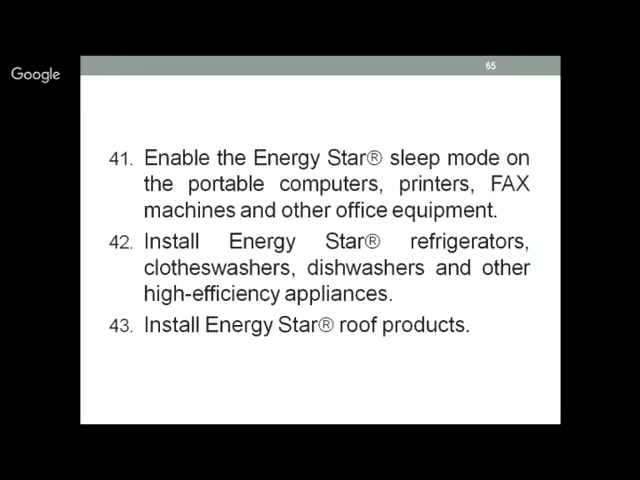 Google
65
41. Enable the Energy Star® sleep mode on
the portable computers, printers, FAX
machines and other office equipment.
42. Install Energy Star® refrigerators,
clotheswashers, dishwashers and other
high-efficiency appliances.
43. Install Energy Star® roof products.